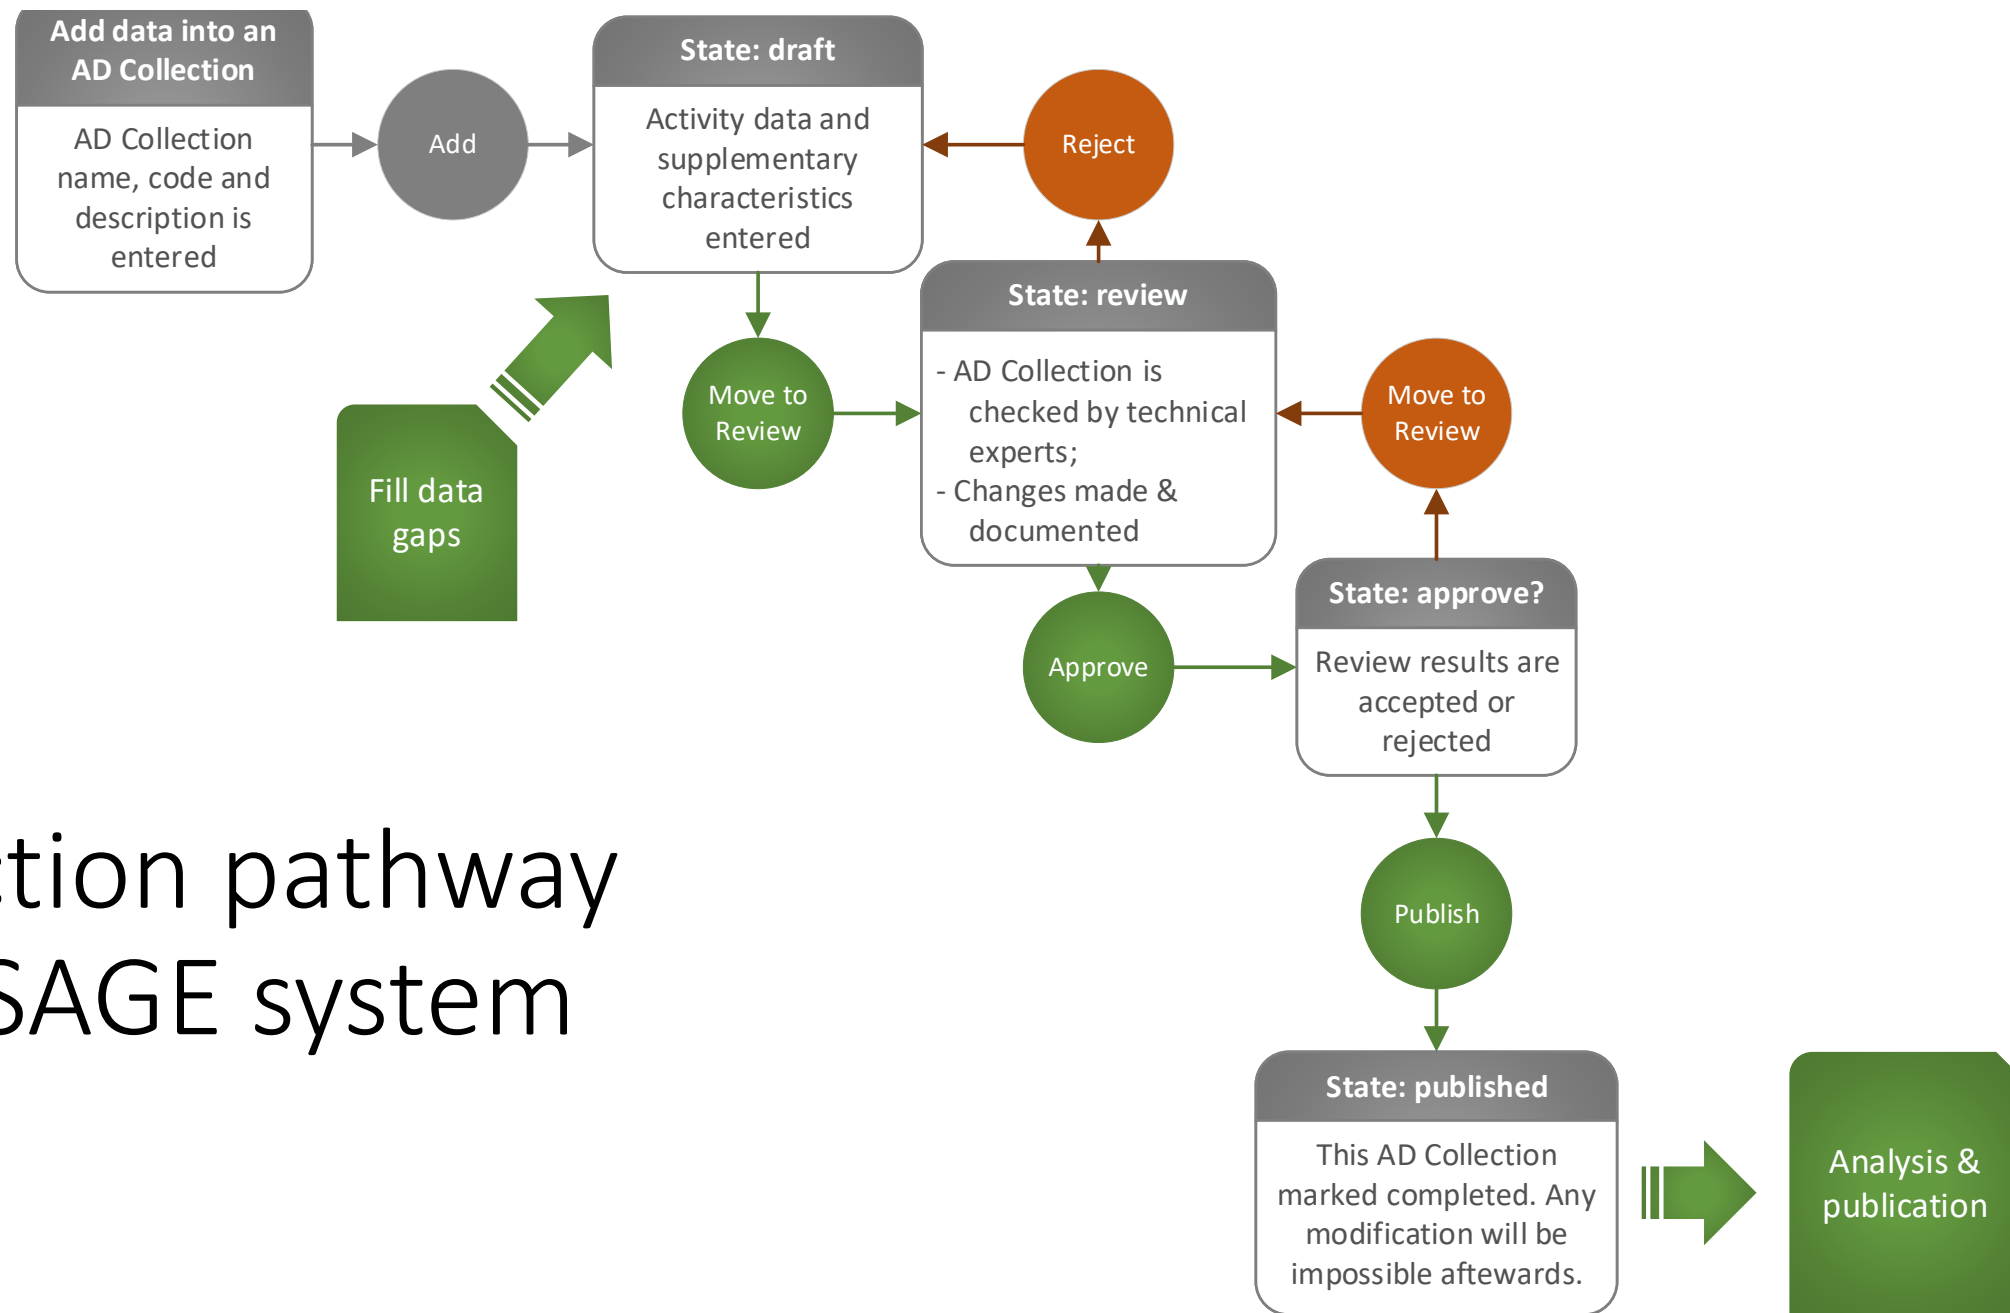 Add data into an
AD Collection
AD Collection
name, code and
description is
entered
Add
State: draft
Activity data and
supplementary
characteristics
entered
Reject
Fill data
gaps
Move to
Review
State: review
- AD Collection is
checked by technical
experts;
- Changes made &
documented
Move to
Review
Approve
State: approve?
Review results are
accepted or
rejected
Publish
pathway
SAGE system
State: published
This AD Collection
marked completed. Any
modification will be
impossible aftewards.
Analysis &
publication